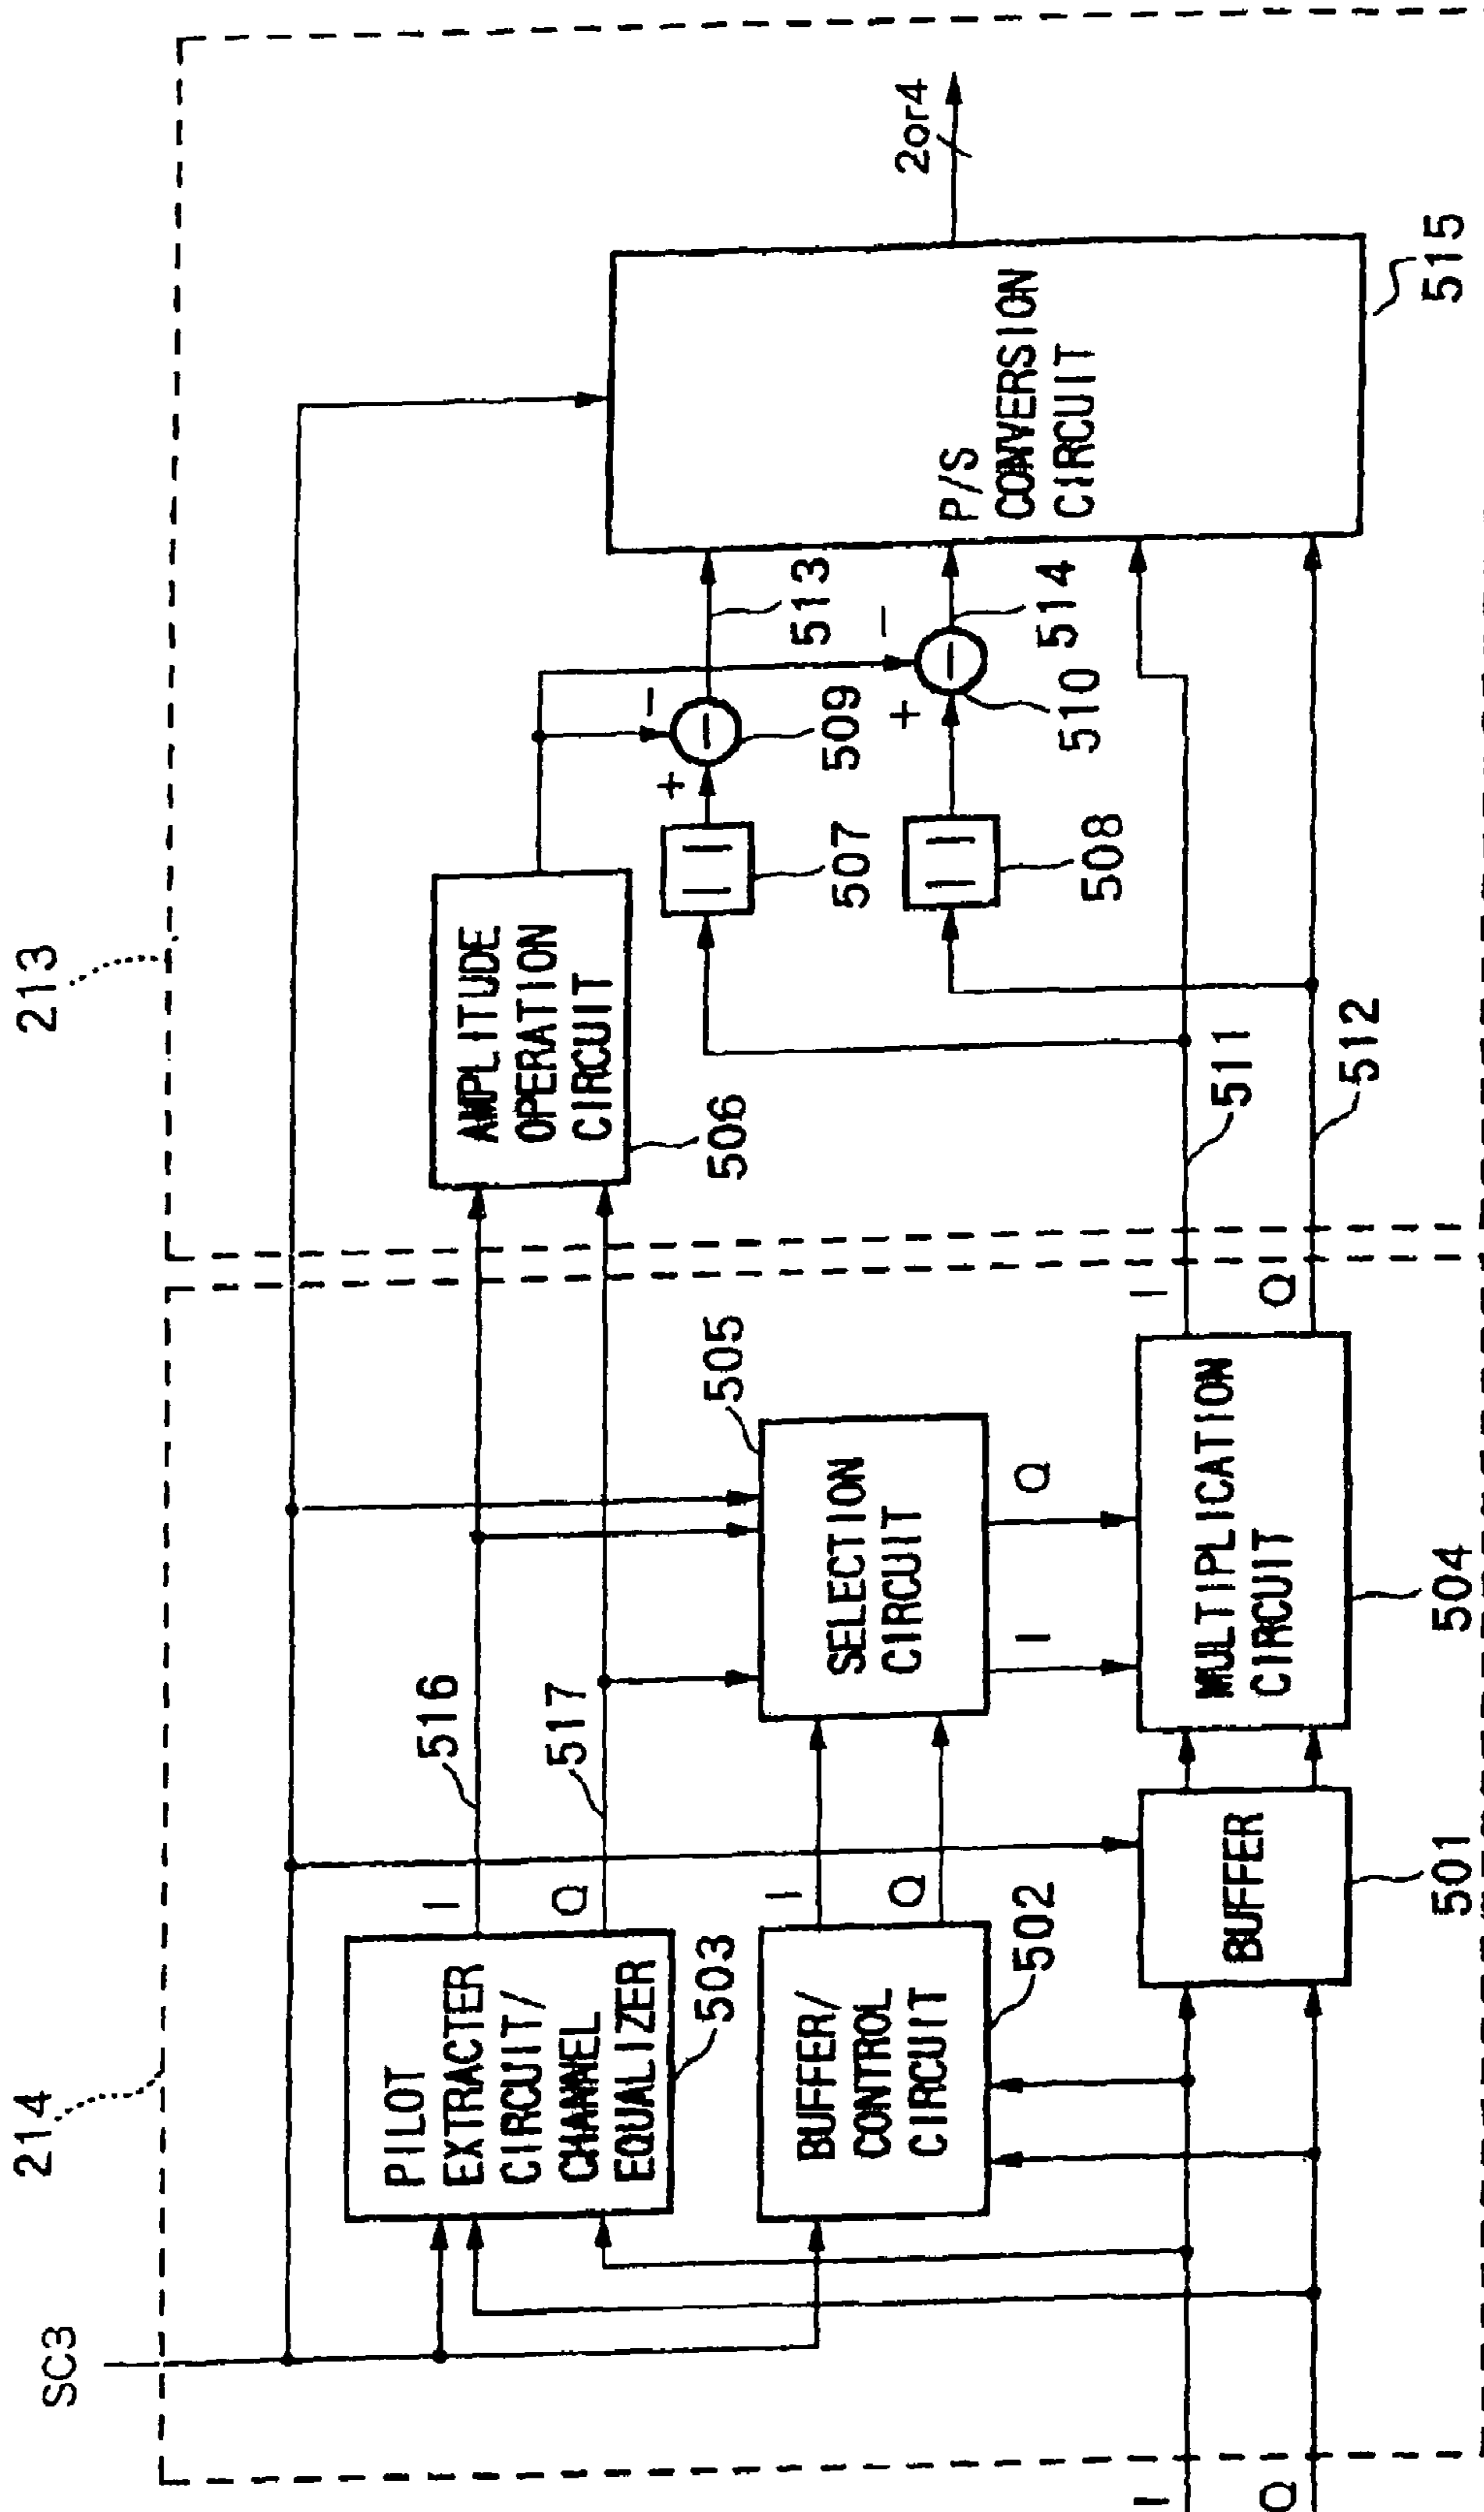 213
214
SC3
516
517
PILOT
EXTRACTER
CIRCUIT/
CHANNEL
EQUALIZER
503
I
Q
BUFFER/
CONTROL
CIRCUIT
502
I
Q
BUFFER
501
SELECTION
CIRCUIT
505
I
Q
MULTIPLICATION
CIRCUIT
504
I
Q
I
Q
511
512
AMPLITUDE
OPERATION
CIRCUIT
506
| |
507
| |
508
+
−
−
509
+
−
−
510
513
514
P/S
CONVERSION
CIRCUIT
515
2or4